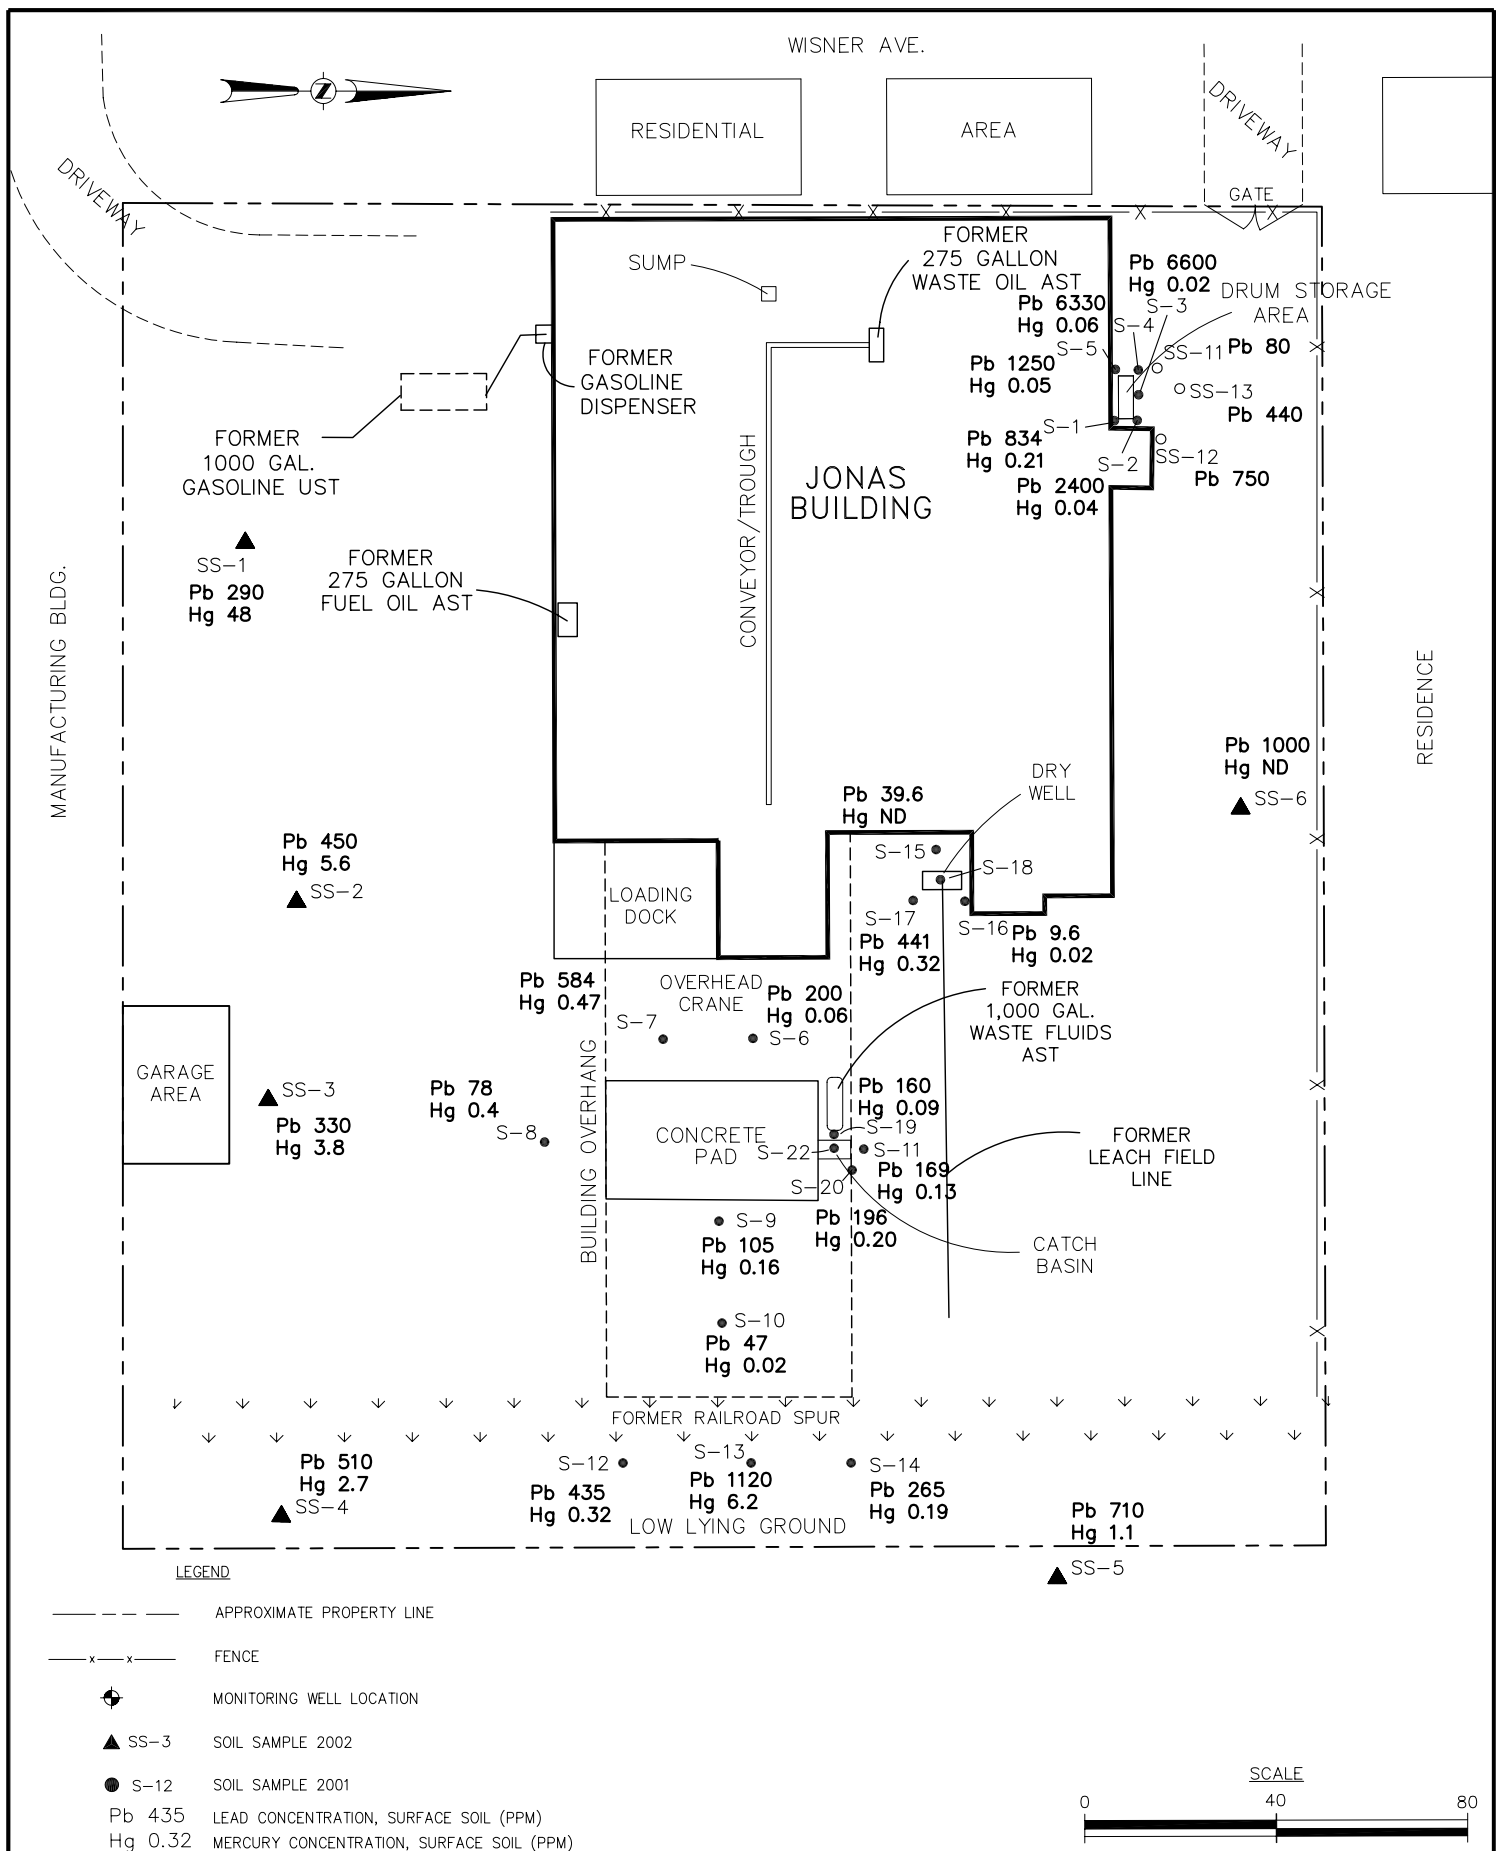 WISNER AVE.
Z
RESIDENTIAL
AREA
DRIVEWAY
DRIVEWAY
GATE
SUMP
FORMER
275 GALLON
WASTE OIL AST
Pb 6600
Hg 0.02
DRUM STORAGE
AREA
Pb 6330
Hg 0.06
S-3
S-4
S-5
SS-11
Pb 80
Pb 1250
Hg 0.05
SS-13
Pb 440
FORMER
GASOLINE
DISPENSER
FORMER
1000 GAL.
GASOLINE UST
S-1
Pb 834
Hg 0.21
S-2
SS-12
Pb 750
Pb 2400
Hg 0.04
JONAS
BUILDING
CONVEYOR/TROUGH
SS-1
Pb 290
Hg 48
FORMER
275 GALLON
FUEL OIL AST
MANUFACTURING BLDG.
RESIDENCE
Pb 1000
Hg ND
SS-6
DRY
WELL
Pb 39.6
Hg ND
S-15
S-18
Pb 450
Hg 5.6
SS-2
LOADING
DOCK
S-17
Pb 441
Hg 0.32
S-16
Pb 9.6
Hg 0.02
Pb 584
Hg 0.47
OVERHEAD
CRANE
Pb 200
Hg 0.06
S-7
S-6
FORMER
1,000 GAL.
WASTE FLUIDS
AST
GARAGE
AREA
SS-3
Pb 330
Hg 3.8
Pb 78
Hg 0.4
S-8
BUILDING OVERHANG
CONCRETE
PAD
Pb 160
Hg 0.09
S-19
S-22
S-11
Pb 169
Hg 0.13
S-20
Pb 196
Hg 0.20
FORMER
LEACH FIELD
LINE
S-9
Pb 105
Hg 0.16
CATCH
BASIN
S-10
Pb 47
Hg 0.02
FORMER RAILROAD SPUR
Pb 510
Hg 2.7
SS-4
S-12
Pb 435
Hg 0.32
S-13
Pb 1120
Hg 6.2
S-14
Pb 265
Hg 0.19
LOW LYING GROUND
Pb 710
Hg 1.1
SS-5
LEGEND
APPROXIMATE PROPERTY LINE
FENCE
MONITORING WELL LOCATION
SS-3 SOIL SAMPLE 2002
S-12 SOIL SAMPLE 2001
Pb 435 LEAD CONCENTRATION, SURFACE SOIL (PPM)
Hg 0.32 MERCURY CONCENTRATION, SURFACE SOIL (PPM)
SCALE
0 40 80